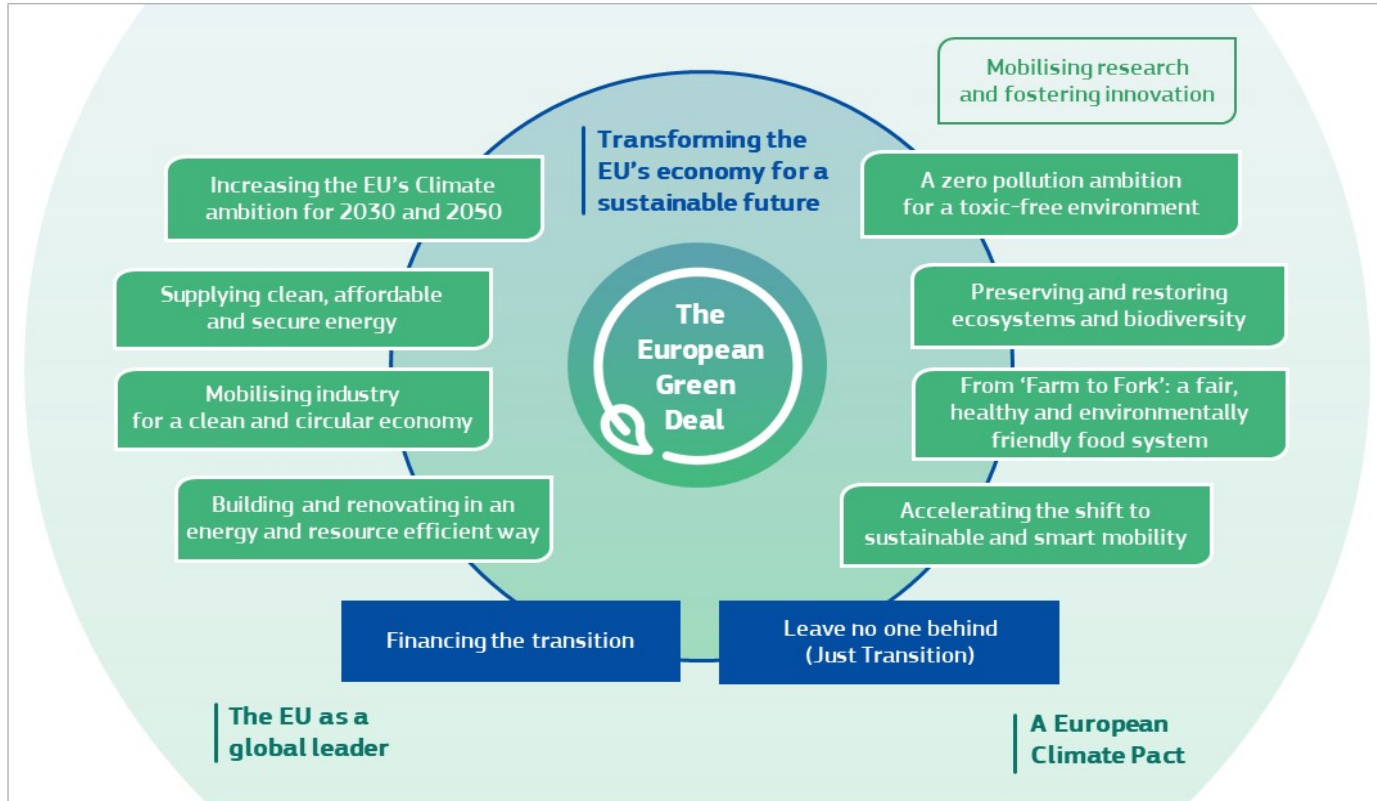 Mobilising research
and fostering innovation
Transforming the
EU's economy for a
sustainable future
Increasing the EU's Climate
ambition for 2030 and 2050
A zero pollution ambition
for a toxic-free environment
Supplying clean, affordable
and secure energy
Preserving and restoring
ecosystems and biodiversity
The
European
Green
Deal
Mobilising industry
for a clean and circular economy
From ‘Farm to Fork’: a fair,
healthy and environmentally
friendly food system
Building and renovating in an
energy and resource efficient way
Accelerating the shift to
sustainable and smart mobility
Financing the transition
Leave no one behind
(Just Transition)
The EU as a
global leader
A European
Climate Pact